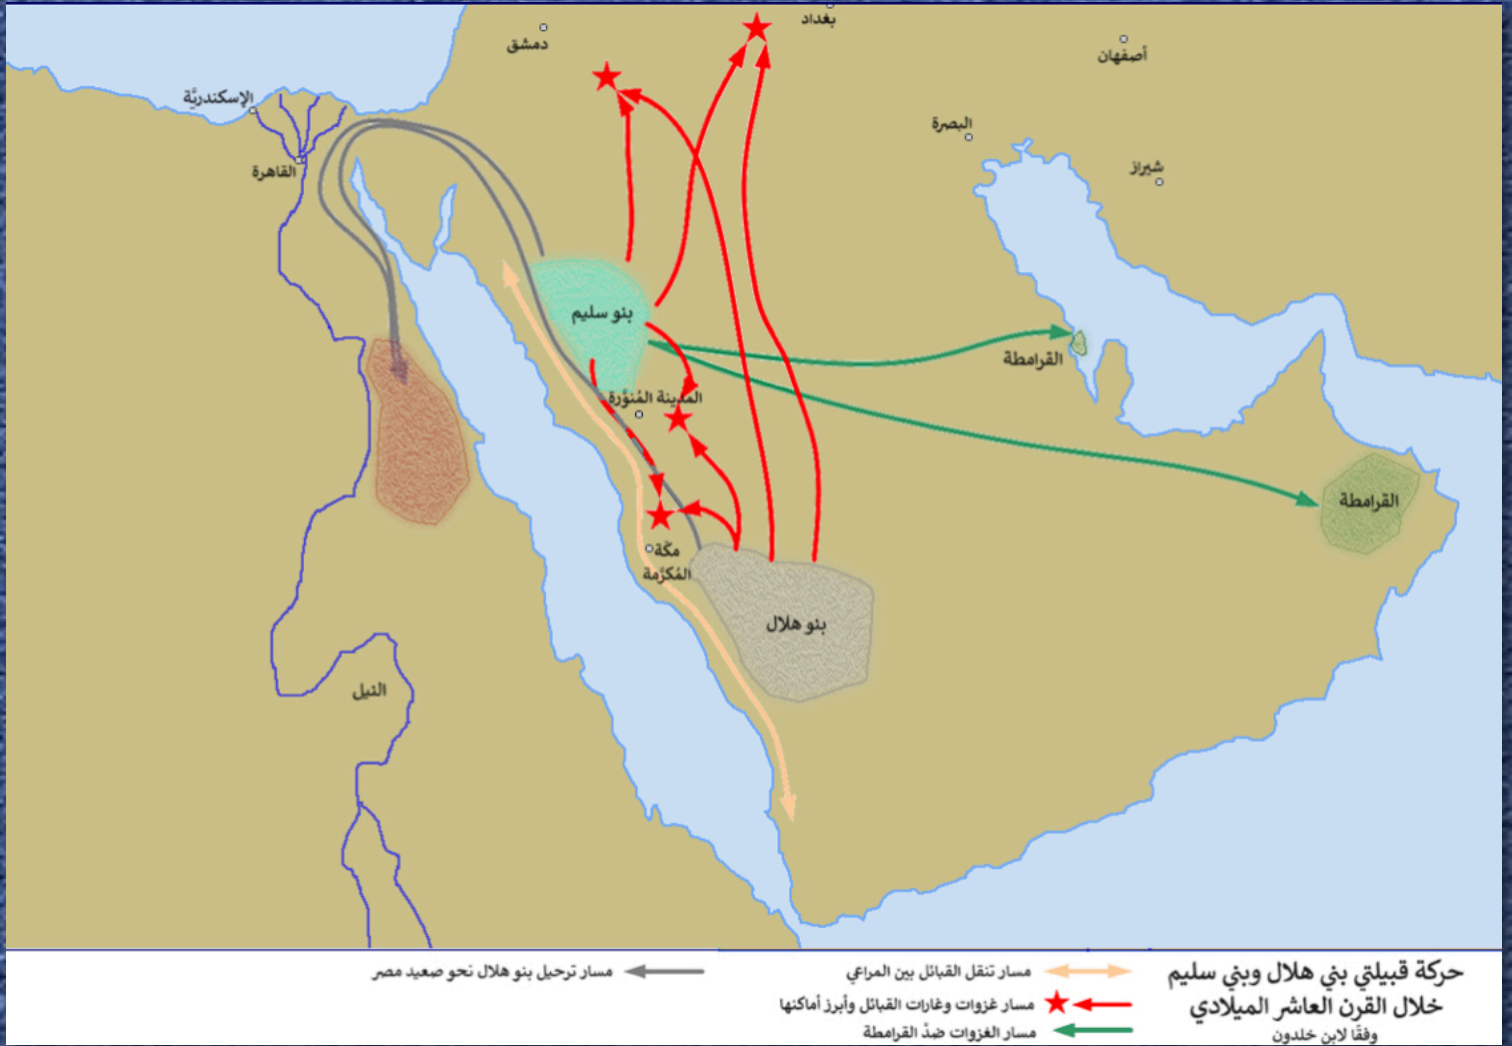 بغداد
دمشق
أصفهان
الإسكندريَّة
البصرة
القاهرة
شيراز
بنو سليم
القرامطة
المدينة المُنوَّرة
القرامطة
مكّة
المُكرَّمة
بنو هلال
النيل
حركة قبيلتي بني هلال وبني سليم
خلال القرن العاشر الميلادي
وفقًا لابن خلدون
مسار تنقل القبائل بين المراعي
مسار غزوات وغارات القبائل وأبرز أماكنها
مسار الغزوات ضدَّ القرامطة
مسار ترحيل بنو هلال نحو صعيد مصر